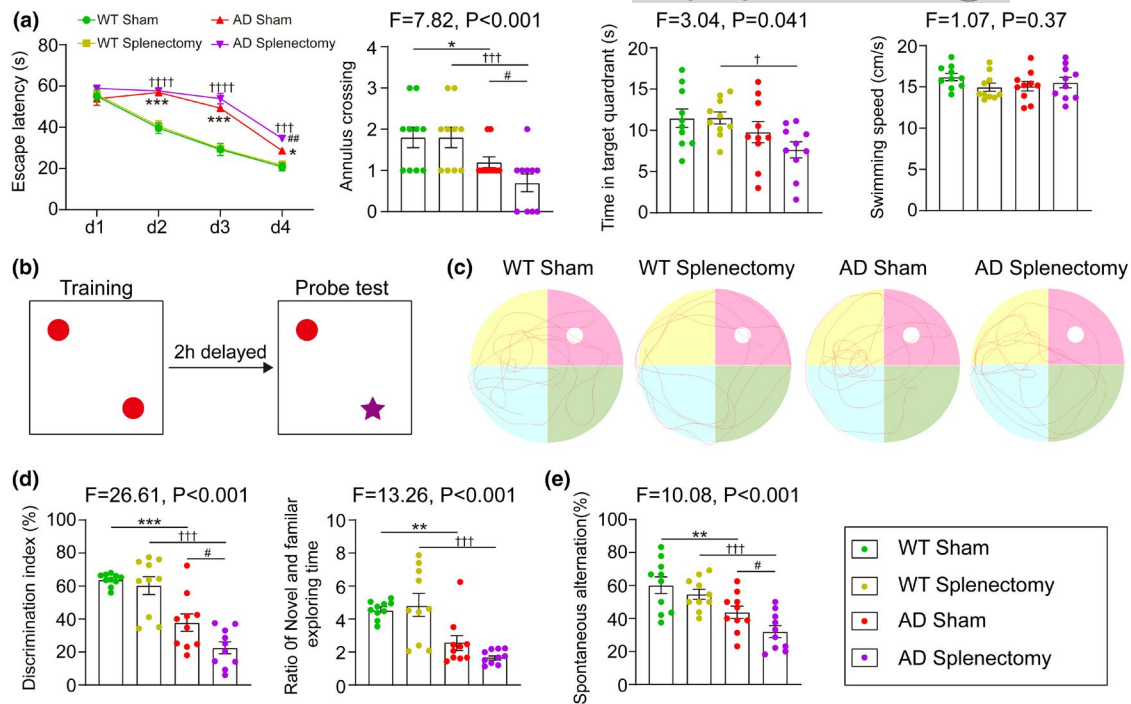 (a)
WT Sham
AD Sham
WT Splenectomy
AD Splenectomy
Escape latency (s)
80
60
40
20
0
d1
d2
d3
d4
††††
***
††††
***
†††
##
*
F=7.82, P<0.001
Annulus crossing
4
3
2
1
0
*
†††
#
F=3.04, P=0.041
Time in target quadrant (s)
20
15
10
5
0
†
F=1.07, P=0.37
Swimming speed (cm/s)
20
15
10
5
0
(b)
Training
2h delayed
Probe test
(c)
WT Sham
WT Splenectomy
AD Sham
AD Splenectomy
(d)
F=26.61, P<0.001
Discrimination index (%)
100
80
60
40
20
0
***
†††
#
F=13.26, P<0.001
Ratio 0f Novel and familar
exploring time
10
8
6
4
2
0
**
†††
(e)
F=10.08, P<0.001
Spontaneous alternation(%)
100
80
60
40
20
0
**
†††
#
WT Sham
WT Splenectomy
AD Sham
AD Splenectomy